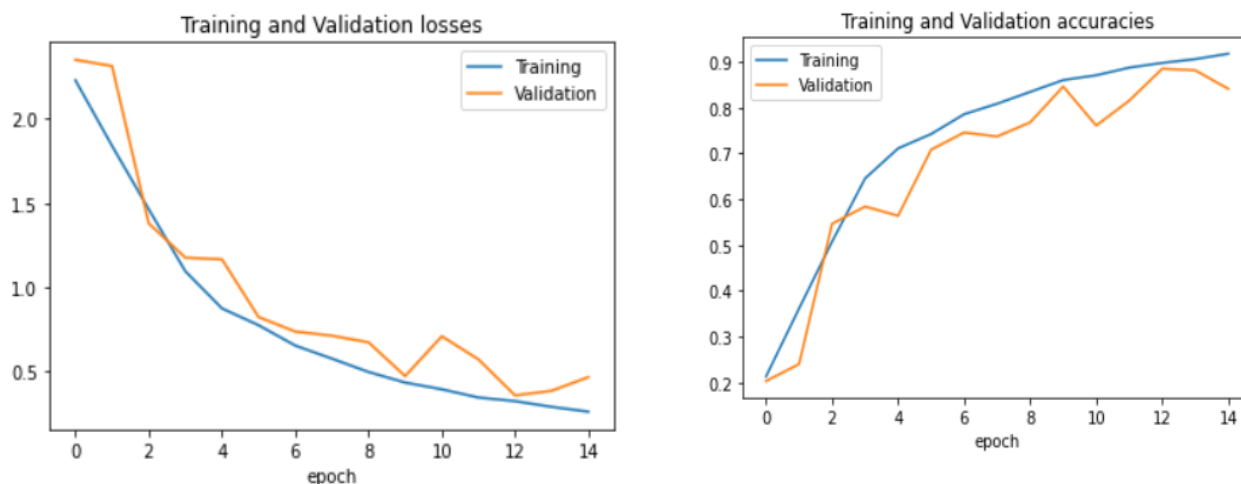 Training and Validation losses
Training
Validation
2.0
1.5
1.0
0.5
0 2 4 6 8 10 12 14
epoch
Training and Validation accuracies
Training
Validation
0.9
0.8
0.7
0.6
0.5
0.4
0.3
0.2
0 2 4 6 8 10 12 14
epoch